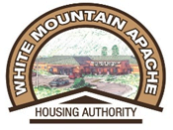 WHITE MOUNTAIN APACHE
HOUSING AUTHORITY